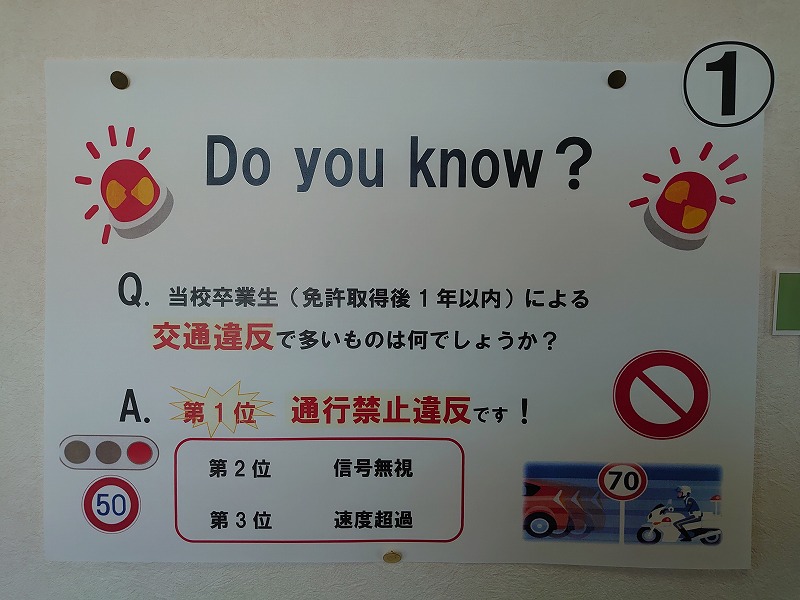 ①
Do you know？
Q. 当校卒業生（免許取得後１年以内）による
交通違反で多いものは何でしょうか？
A. 第１位 通行禁止違反です！
第２位 信号無視
第３位 速度超過
50
70